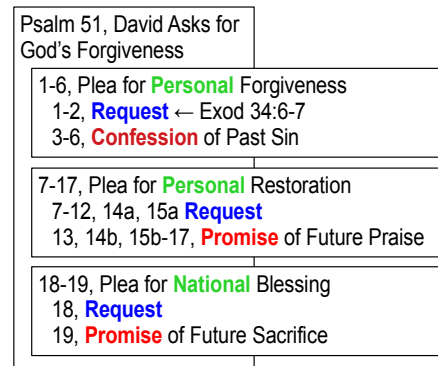 Psalm 51, David Asks for
God's Forgiveness
1-6, Plea for Personal Forgiveness
1-2, Request ← Exod 34:6-7
3-6, Confession of Past Sin
7-17, Plea for Personal Restoration
7-12, 14a, 15a Request
13, 14b, 15b-17, Promise of Future Praise
18-19, Plea for National Blessing
18, Request
19, Promise of Future Sacrifice